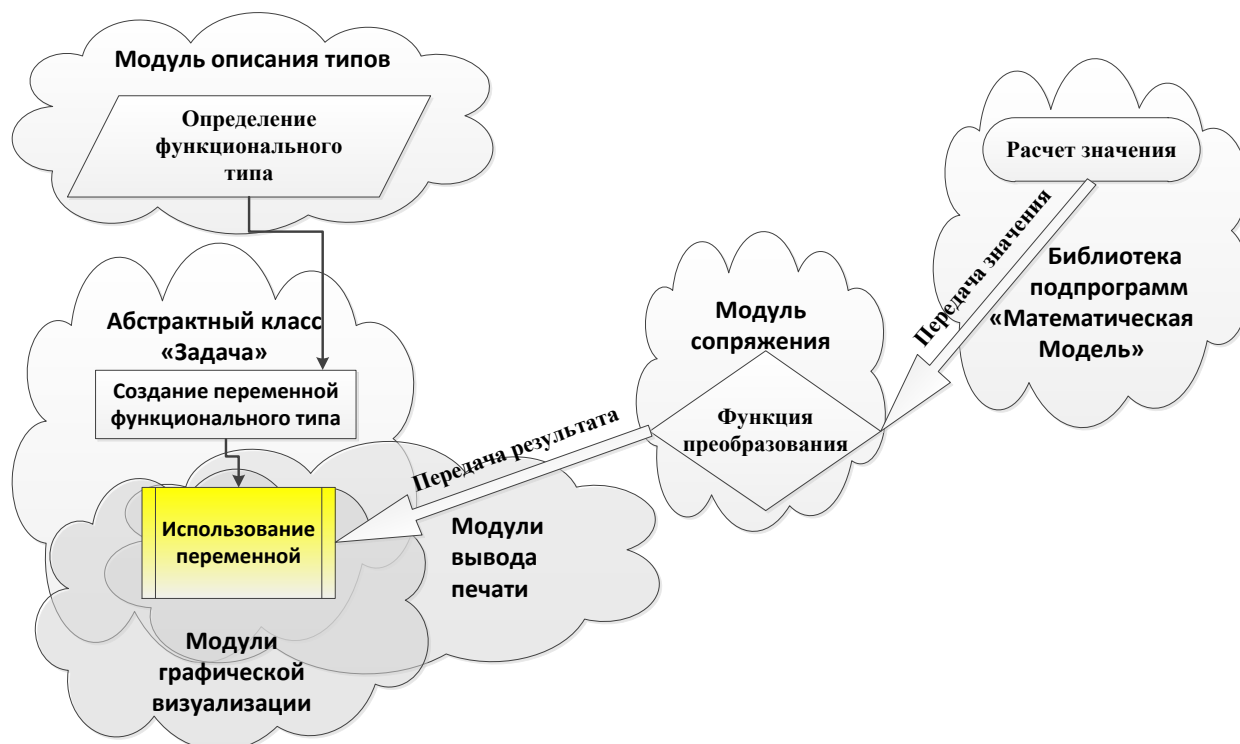 Модуль описания типов
Определение
функционального
типа
Абстрактный класс
«Задача»
Создание переменной
функционального типа
Использование
переменной
Модули
графической
визуализации
Модули
вывода
печати
Передача результата
Модуль
сопряжения
Функция
преобразования
Передача значения
Расчет значения
Библиотека
подпрограмм
«Математическая
Модель»